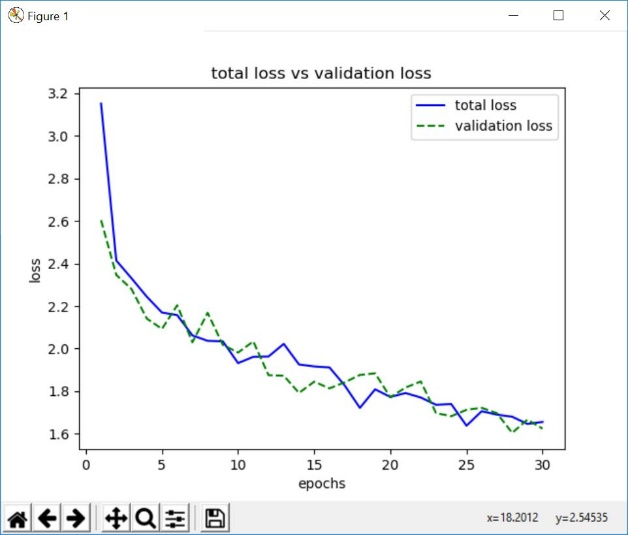 Figure 1
total loss vs validation loss
3.2
3.0
2.8
2.6
2.4
2.2
2.0
1.8
1.6
loss
total loss
validation loss
0 5 10 15 20 25 30
epochs
x=18.2012 y=2.54535